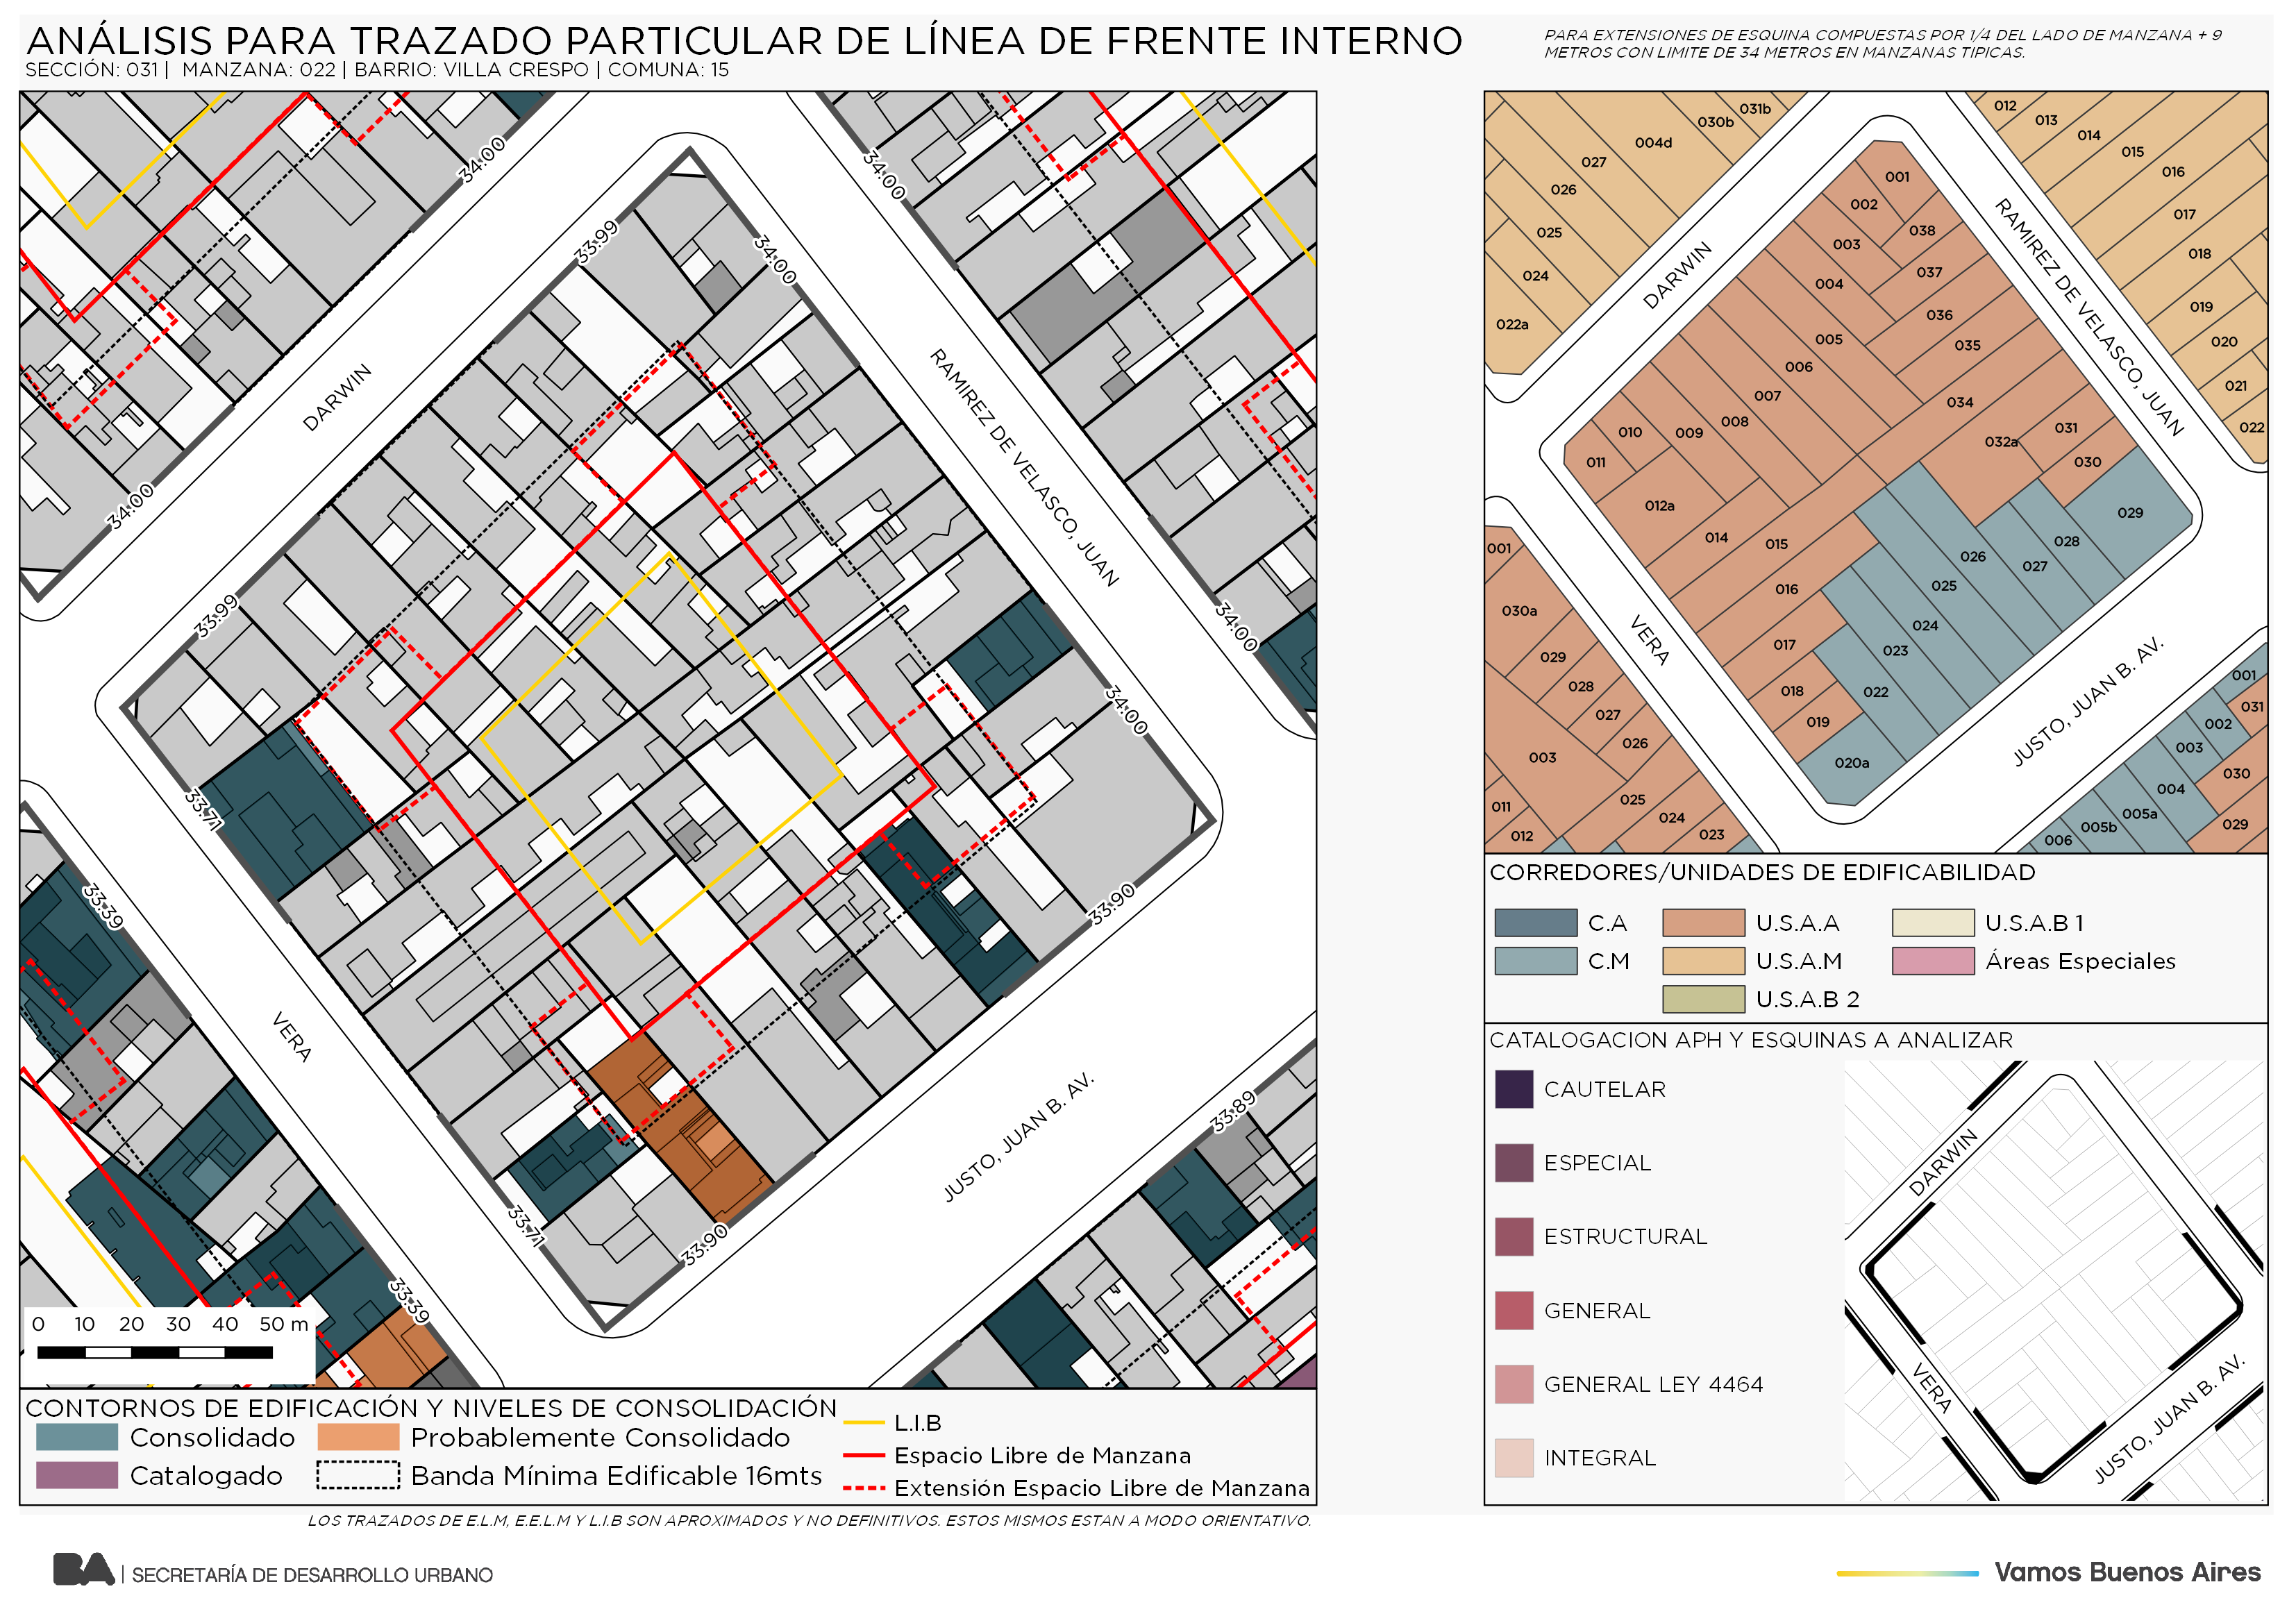 ANÁLISIS PARA TRAZADO PARTICULAR DE LÍNEA DE FRENTE INTERNO
SECCIÓN: 031 | MANZANA: 022 | BARRIO: VILLA CRESPO | COMUNA: 15
PARA EXTENSIONES DE ESQUINA COMPUESTAS POR 1/4 DEL LADO DE MANZANA + 9
METROS CON LIMITE DE 34 METROS EN MANZANAS TIPICAS.
34.00
34.00
33.99
34.00
DARWIN
RAMIREZ DE VELASCO, JUAN
34.00
33.99
34.00
34.00
33.71
33.39
33.90
VERA
JUSTO, JUAN B. AV.
33.89
33.71
33.90
33.39
0 10 20 30 40 50 m
CONTORNOS DE EDIFICACIÓN Y NIVELES DE CONSOLIDACIÓN
Consolidado
Probablemente Consolidado
Catalogado
Banda Mínima Edificable 16mts
L.I.B
Espacio Libre de Manzana
Extensión Espacio Libre de Manzana
LOS TRAZADOS DE E.L.M, E.E.L.M Y L.I.B SON APROXIMADOS Y NO DEFINITIVOS. ESTOS MISMOS ESTAN A MODO ORIENTATIVO.
031b
030b
004d
027
026
025
024
022a
012
013
014
015
016
017
018
019
020
021
022
DARWIN
RAMIREZ DE VELASCO, JUAN
001
002
038
003
037
004
036
005
035
006
007
034
008
009
010
011
032a
031
030
012a
029
014
015
028
026
027
016
025
024
017
023
018
022
019
020a
VERA
JUSTO, JUAN B. AV.
001
030a
029
028
027
026
003
025
024
023
011
012
001
031
002
003
030
004
005a
029
005b
006
CORREDORES/UNIDADES DE EDIFICABILIDAD
C.A
U.S.A.A
U.S.A.B 1
C.M
U.S.A.M
Áreas Especiales
U.S.A.B 2
CATALOGACION APH Y ESQUINAS A ANALIZAR
CAUTELAR
ESPECIAL
ESTRUCTURAL
GENERAL
GENERAL LEY 4464
INTEGRAL
DARWIN
VERA
JUSTO, JUAN B. AV.
BA | SECRETARÍA DE DESARROLLO URBANO
Vamos Buenos Aires